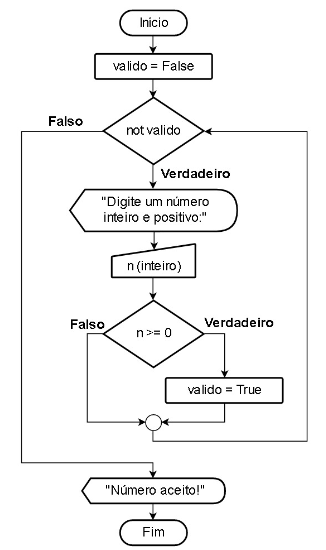 Inicio
valido = False
not valido
Falso
Verdadeiro
"Digite um número
inteiro e positivo:"
n (inteiro)
n >= 0
Falso
Verdadeiro
valido = True
"Número aceito!"
Fim